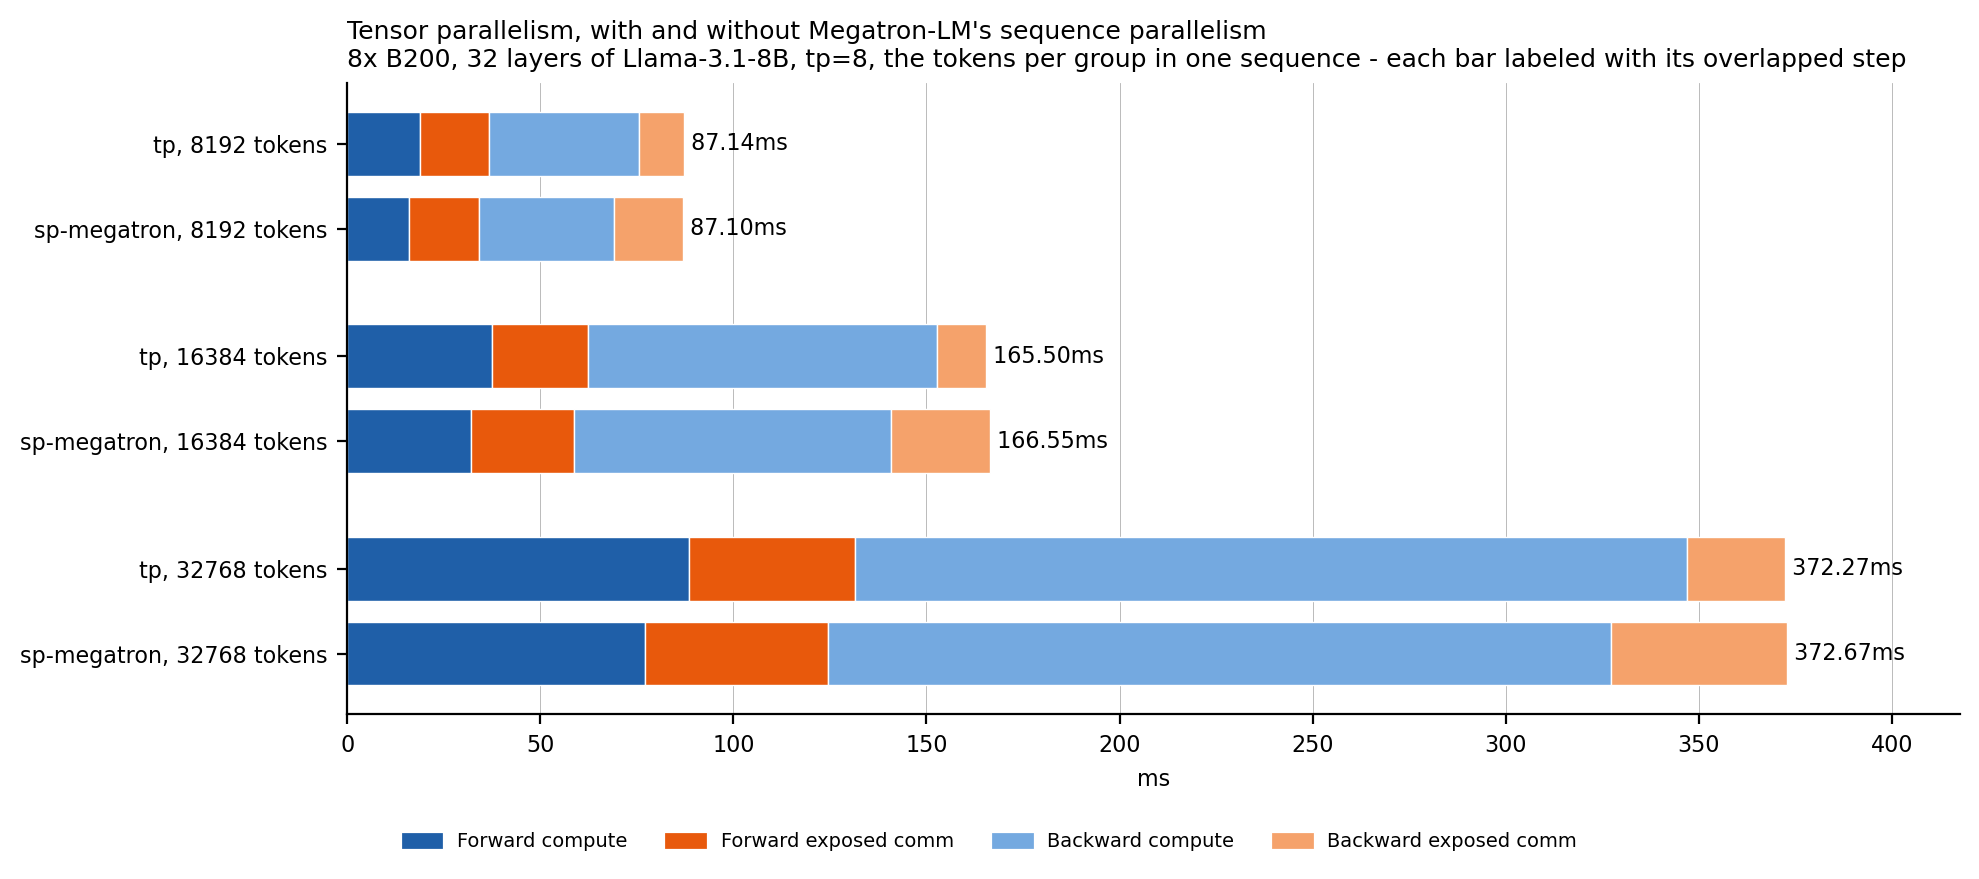 Tensor parallelism, with and without Megatron-LM's sequence parallelism
8x B200, 32 layers of Llama-3.1-8B, tp=8, the tokens per group in one sequence - each bar labeled with its overlapped step
tp, 8192 tokens
87.14ms
sp-megatron, 8192 tokens
87.10ms
tp, 16384 tokens
165.50ms
sp-megatron, 16384 tokens
166.55ms
tp, 32768 tokens
372.27ms
sp-megatron, 32768 tokens
372.67ms
0 50 100 150 200 250 300 350 400
ms
Forward compute Forward exposed comm Backward compute Backward exposed comm